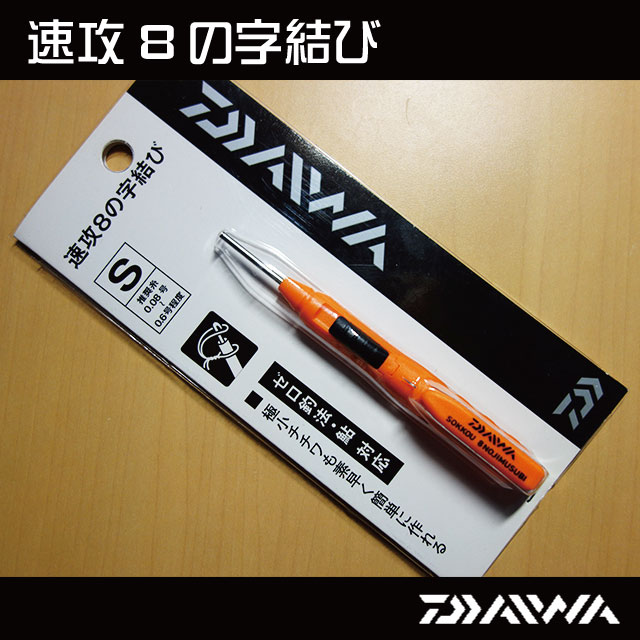 速攻8の字結び
DAIWA
速攻8の字結び
S
推奨糸
0.08号
~
0.6号程度
ゼロ釣法・鮎 対応
■極小チチワも素早く簡単に作れる
DAIWA
SOKKOU 8NOJIMUSUBI
DAIWA